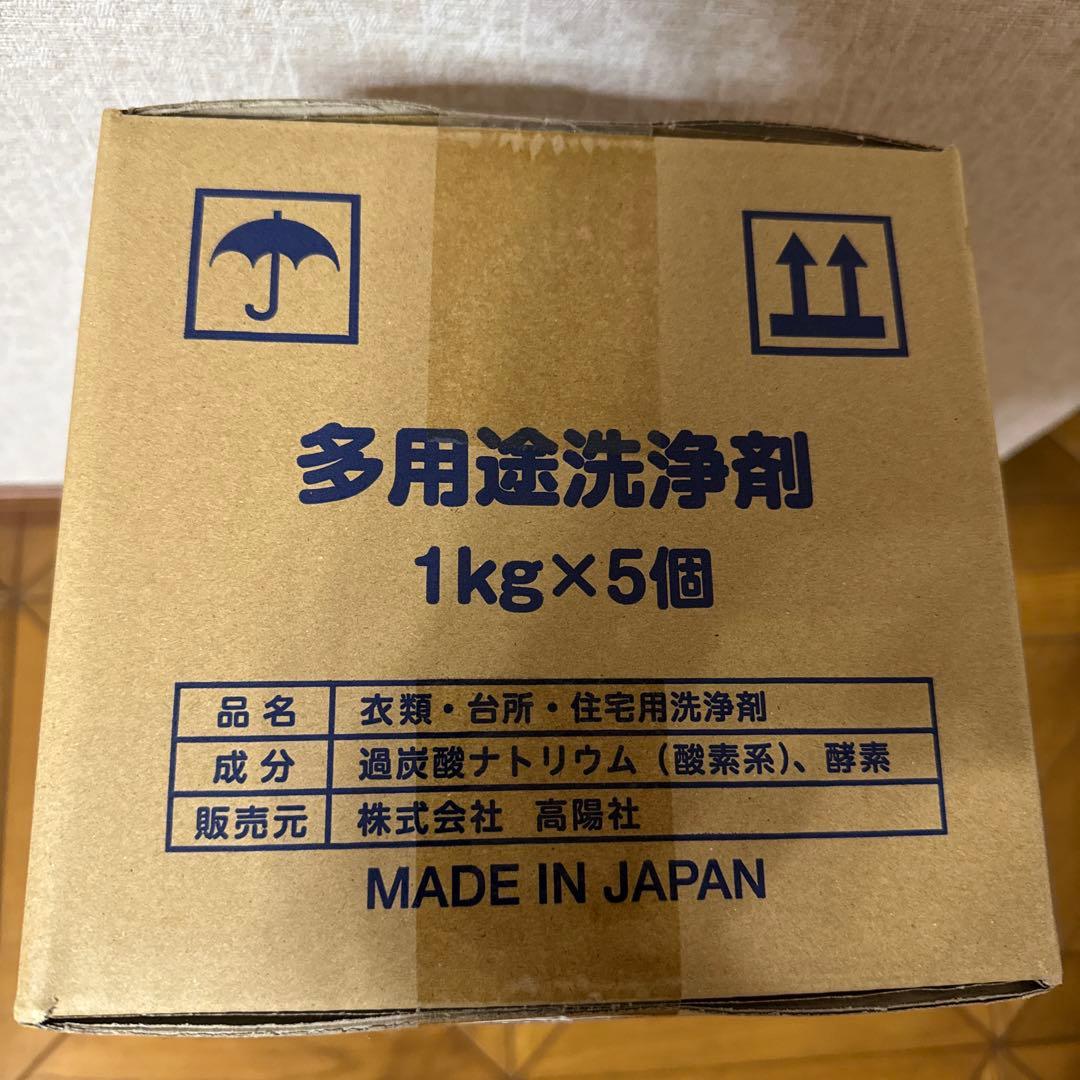 多用途洗浄剤
1kg×5個
品名 衣類・台所・住宅用洗浄剤
成分 過炭酸ナトリウム（酸素系）、酵素
販売元 株式会社 高陽社
MADE IN JAPAN